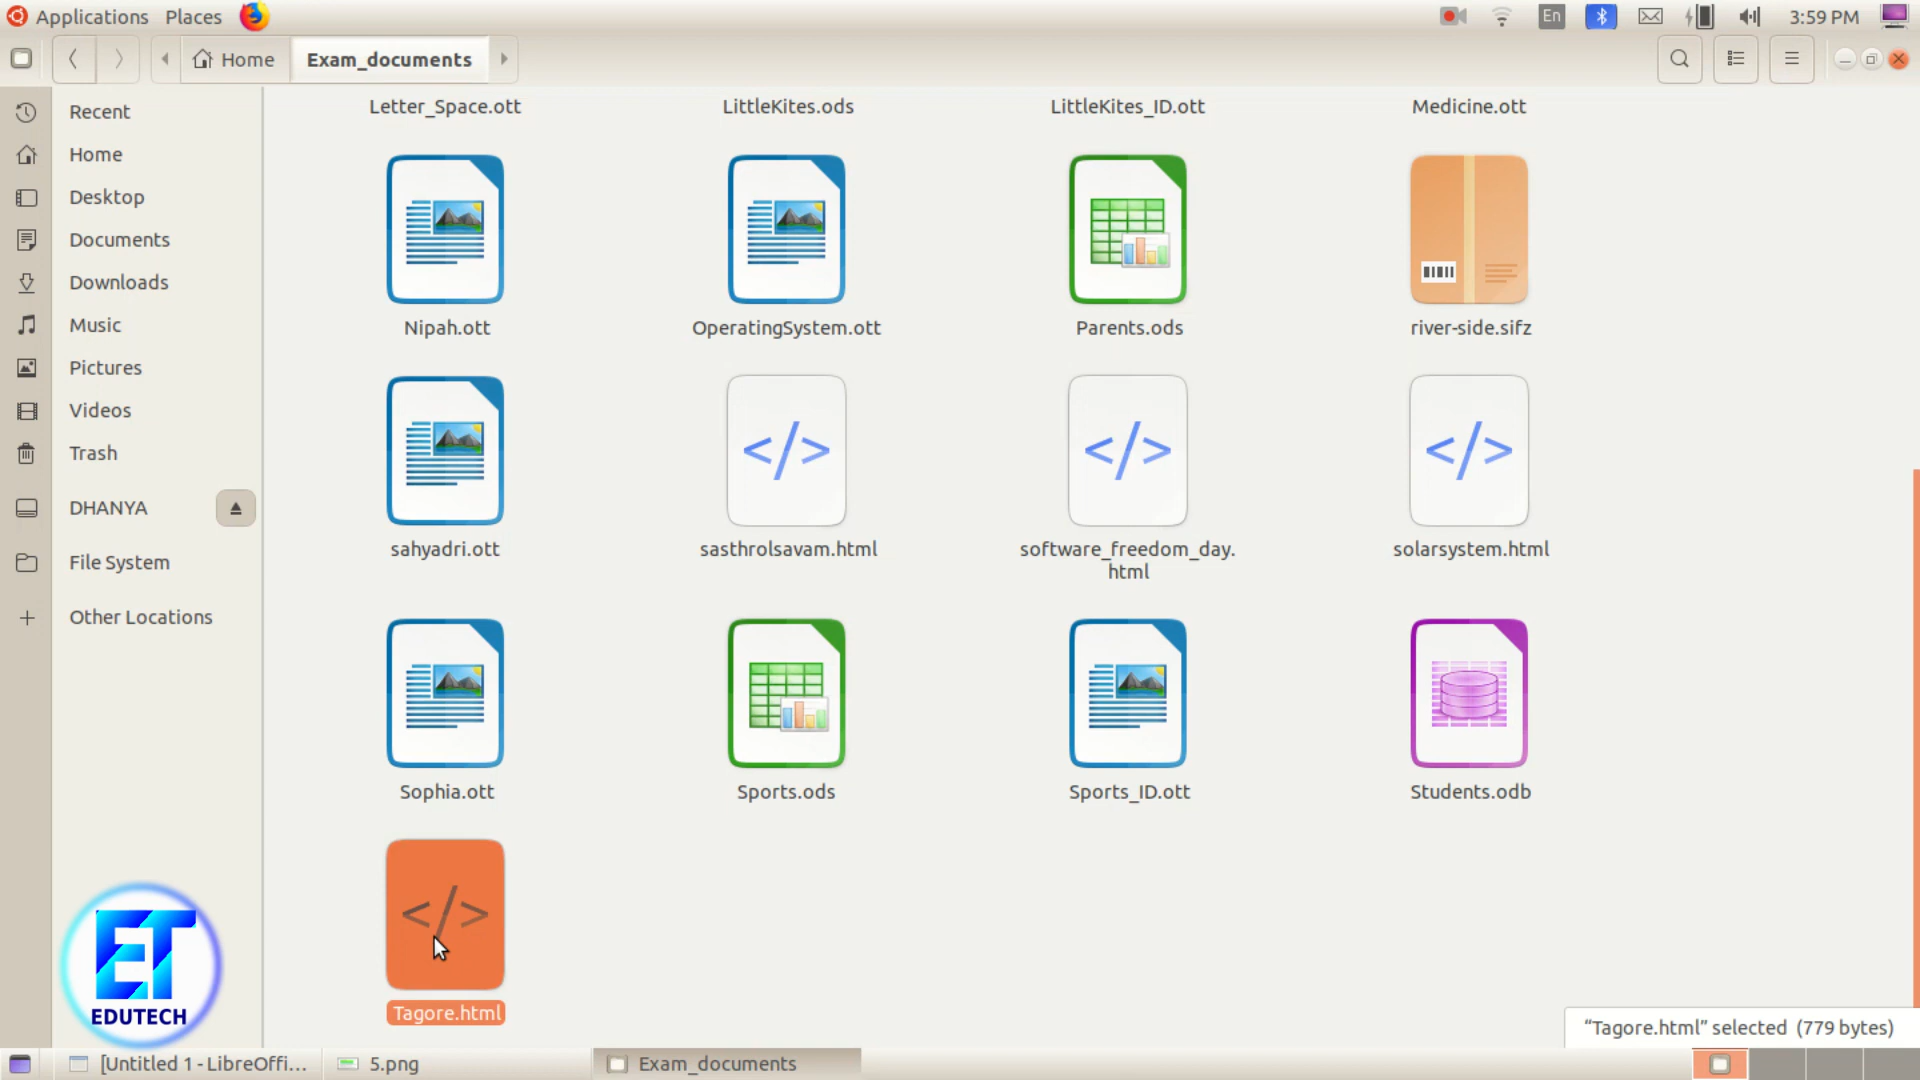 Applications Places En 3:59 PM
Home Exam_documents
Recent
Home
Desktop
Documents
Downloads
Music
Pictures
Videos
Trash
DHANYA
File System
Other Locations
Letter_Space.ott LittleKites.ods LittleKites_ID.ott Medicine.ott
Nipah.ott OperatingSystem.ott Parents.ods river-side.sifz
sahyadri.ott sasthrolsavam.html software_freedom_day. solarsystem.html
html
Sophia.ott Sports.ods Sports_ID.ott Students.odb
Tagore.html
ET
EDUTECH
“Tagore.html” selected (779 bytes)
[Untitled 1 - LibreOffi... 5.png Exam_documents